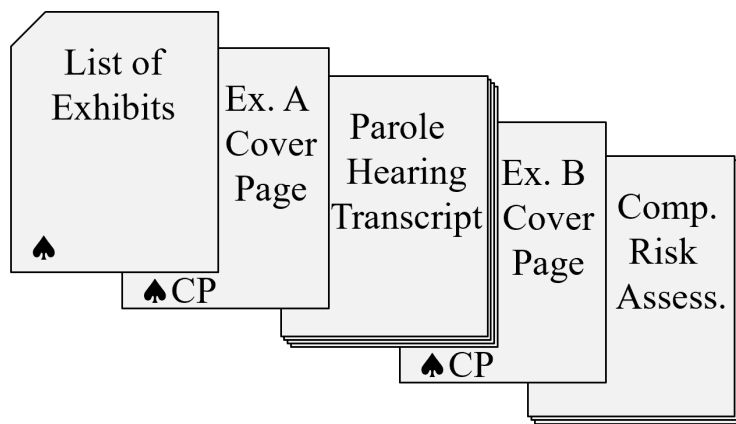 List of
Exhibits
♠
Ex. A
Cover
Page
♠CP
Parole
Hearing
Transcript
Ex. B
Cover
Page
♠CP
Comp.
Risk
Assess.